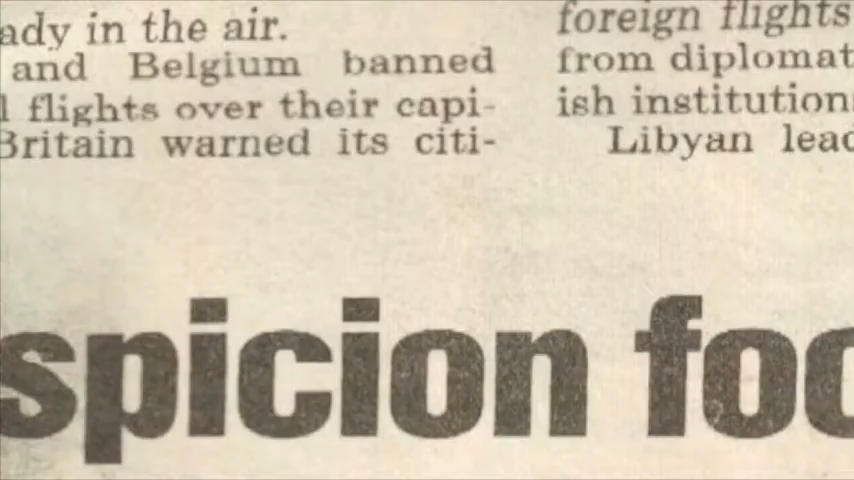 ady in the air.
and Belgium banned
l flights over their capi-
Britain warned its citi-
foreign flights
from diplomat
ish institution
Libyan lead
spicion foc